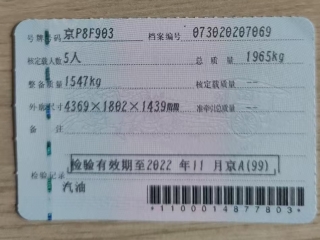 号牌号码 京P8F903 档案编号 073020207069
核定载人数 5人 总质量 1965kg
整备质量 1547kg 核定载质量 --
外廓尺寸 4369×1802×1439mm 准牵引总质量 --
备注
检验有效期至2022 年11 月京A(99)
检验记录
汽油
*1100014877803*